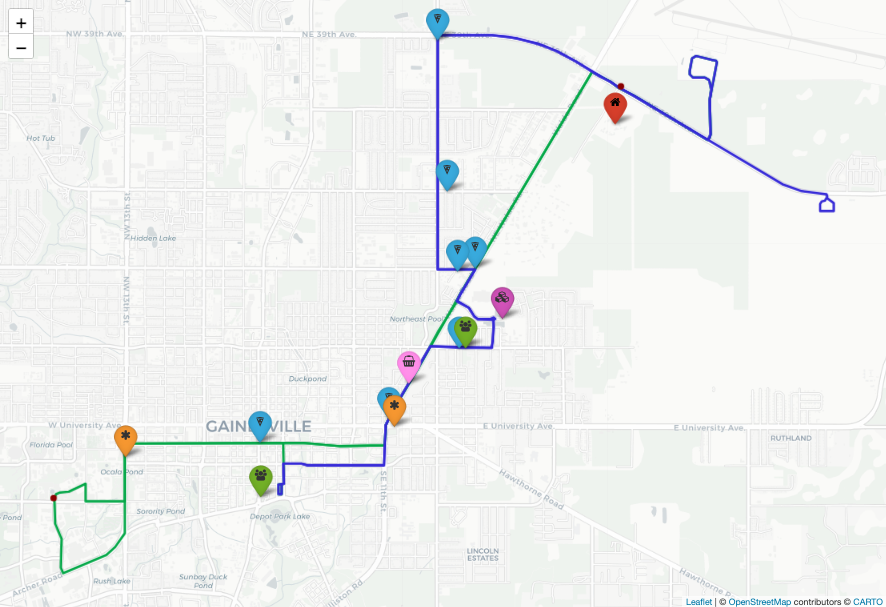 +
−
NW 39th Ave.
NE 39th Ave.
Hot Tub
NW 13th St
Hidden Lake
NW 13th St
Northeast Pool
Duckpond
W University Ave
GAINESVILLE
E University Ave
E University Ave
Florida Pool
RUTHLAND
Ocala Pond
SE 11th St
Hawthorne Road
Pond
Sorority Pond
Depot Park Lake
LINCOLN
ESTATES
Archer Road
Rush Lake
Sunbay Duck
Pond
Williston Rd
Hawthorne R
Leaflet | © OpenStreetMap contributors © CARTO